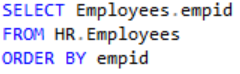 SELECT Employees.empid
FROM HR.Employees
ORDER BY empid